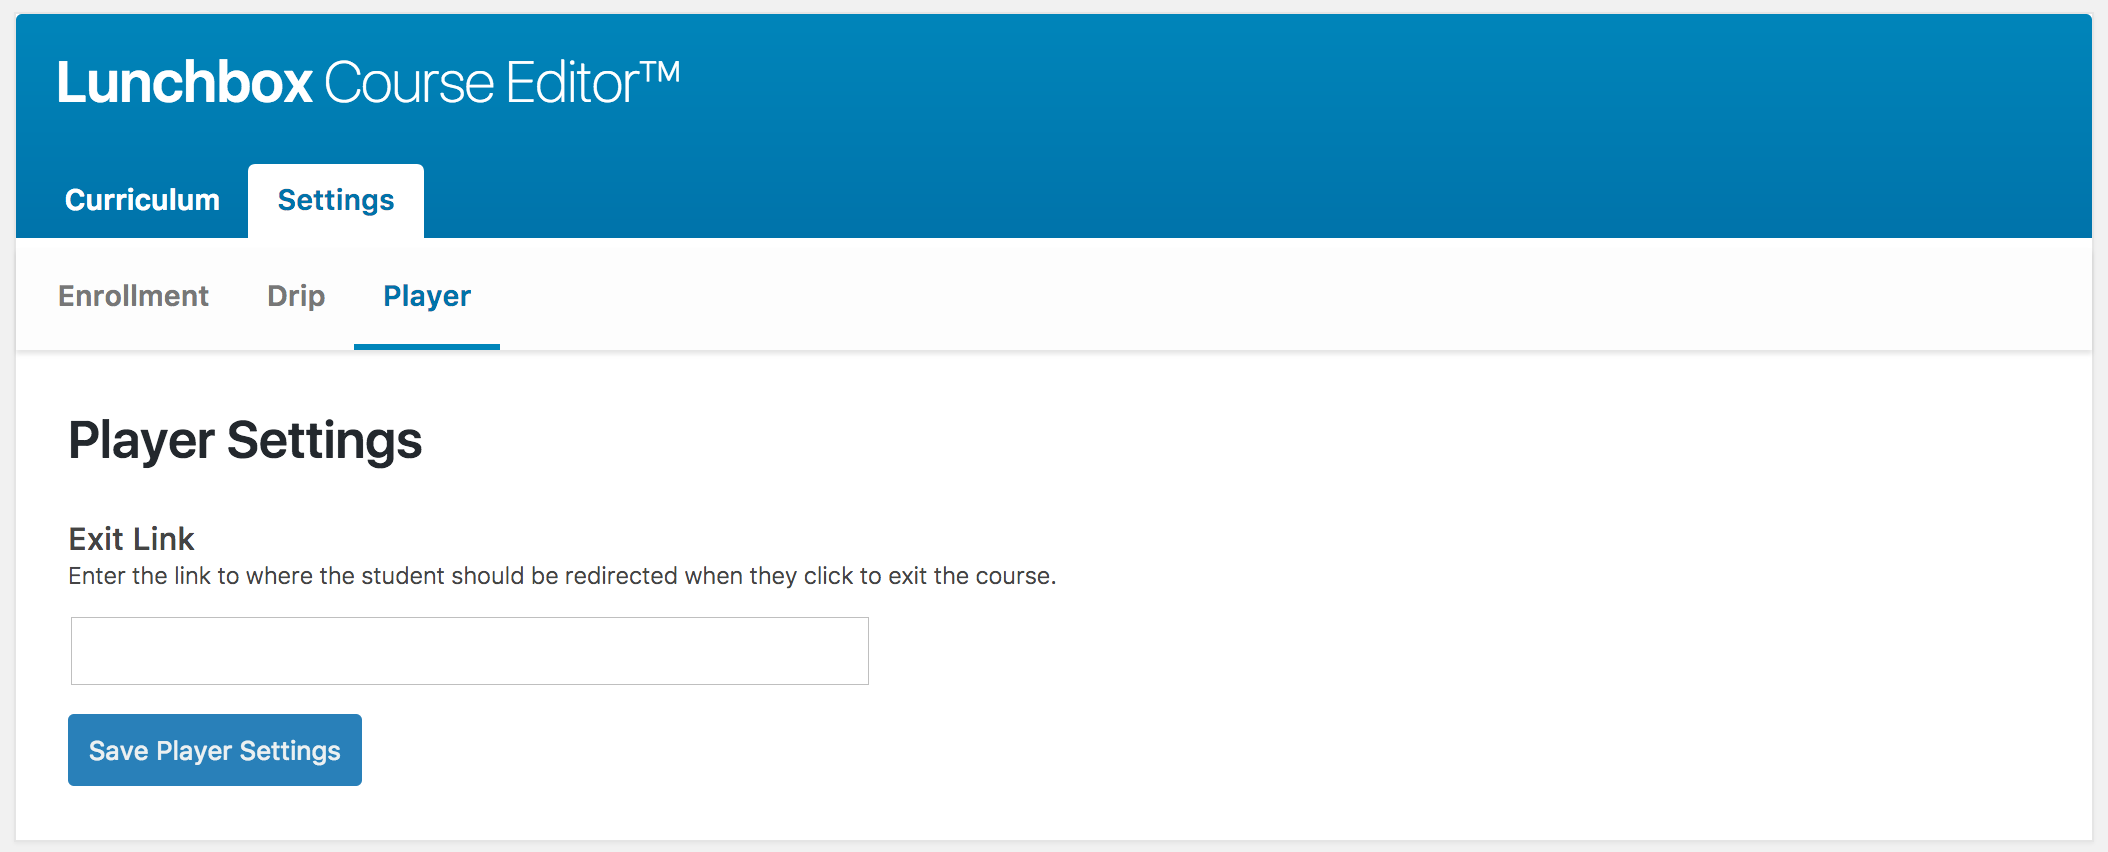 Lunchbox Course Editor™
Curriculum Settings
Enrollment Drip Player
Player Settings
Exit Link
Enter the link to where the student should be redirected when they click to exit the course.
Save Player Settings